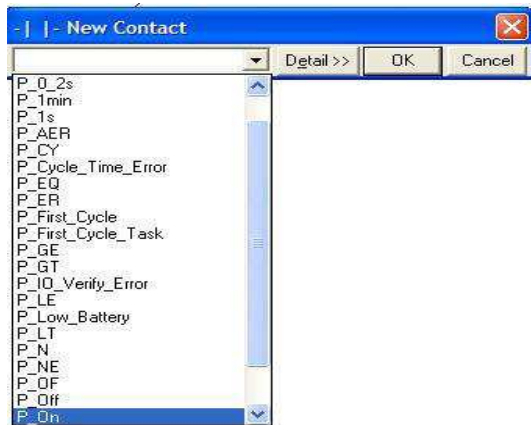 -| |- New Contact
Detail >> OK Cancel
P_0_2s
P_1min
P_1s
P_AER
P_CY
P_Cycle_Time_Error
P_EQ
P_ER
P_First_Cycle
P_First_Cycle_Task
P_GE
P_GT
P_IO_Verify_Error
P_LE
P_Low_Battery
P_LT
P_N
P_NE
P_OF
P_Off
P_On